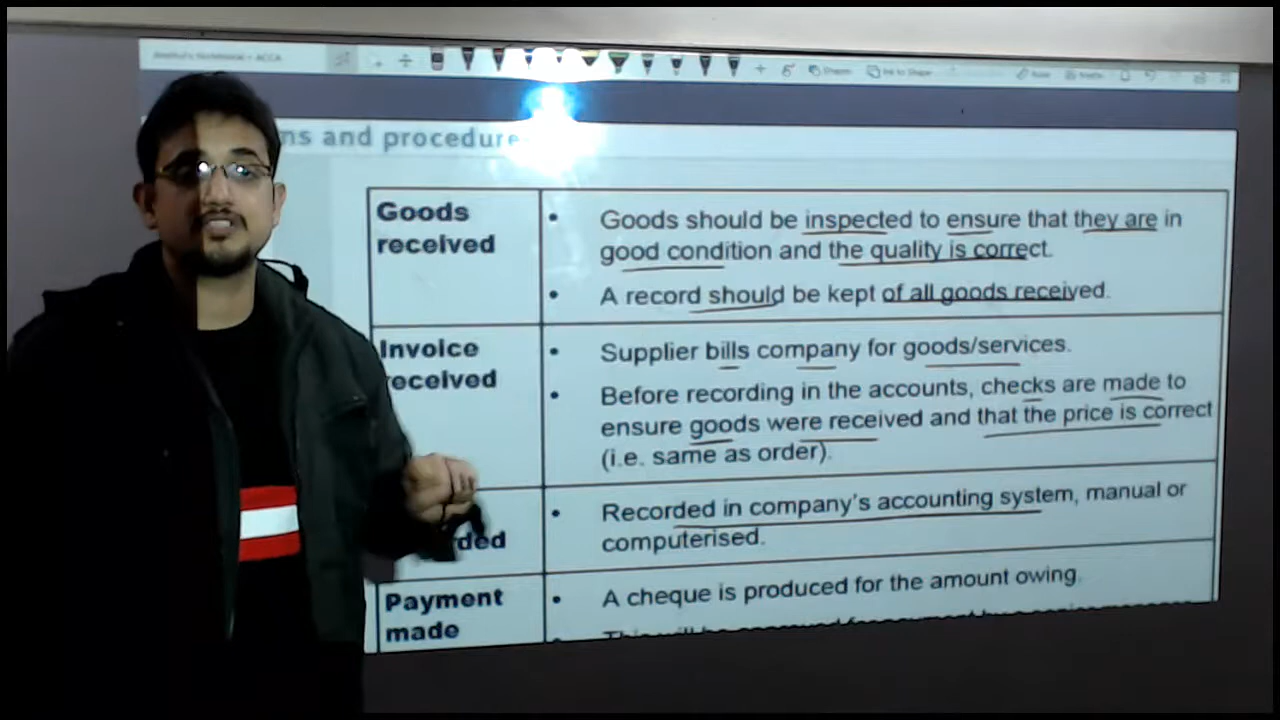 ACCA
ns and procedure
Goods
received
• Goods should be inspected to ensure that they are in
good condition and the quality is correct.
• A record should be kept of all goods received.
Invoice
eceived
• Supplier bills company for goods/services.
• Before recording in the accounts, checks are made to
ensure goods were received and that the price is correct
(i.e. same as order).
ded
• Recorded in company's accounting system, manual or
computerised.
Payment
made
• A cheque is produced for the amount owing.